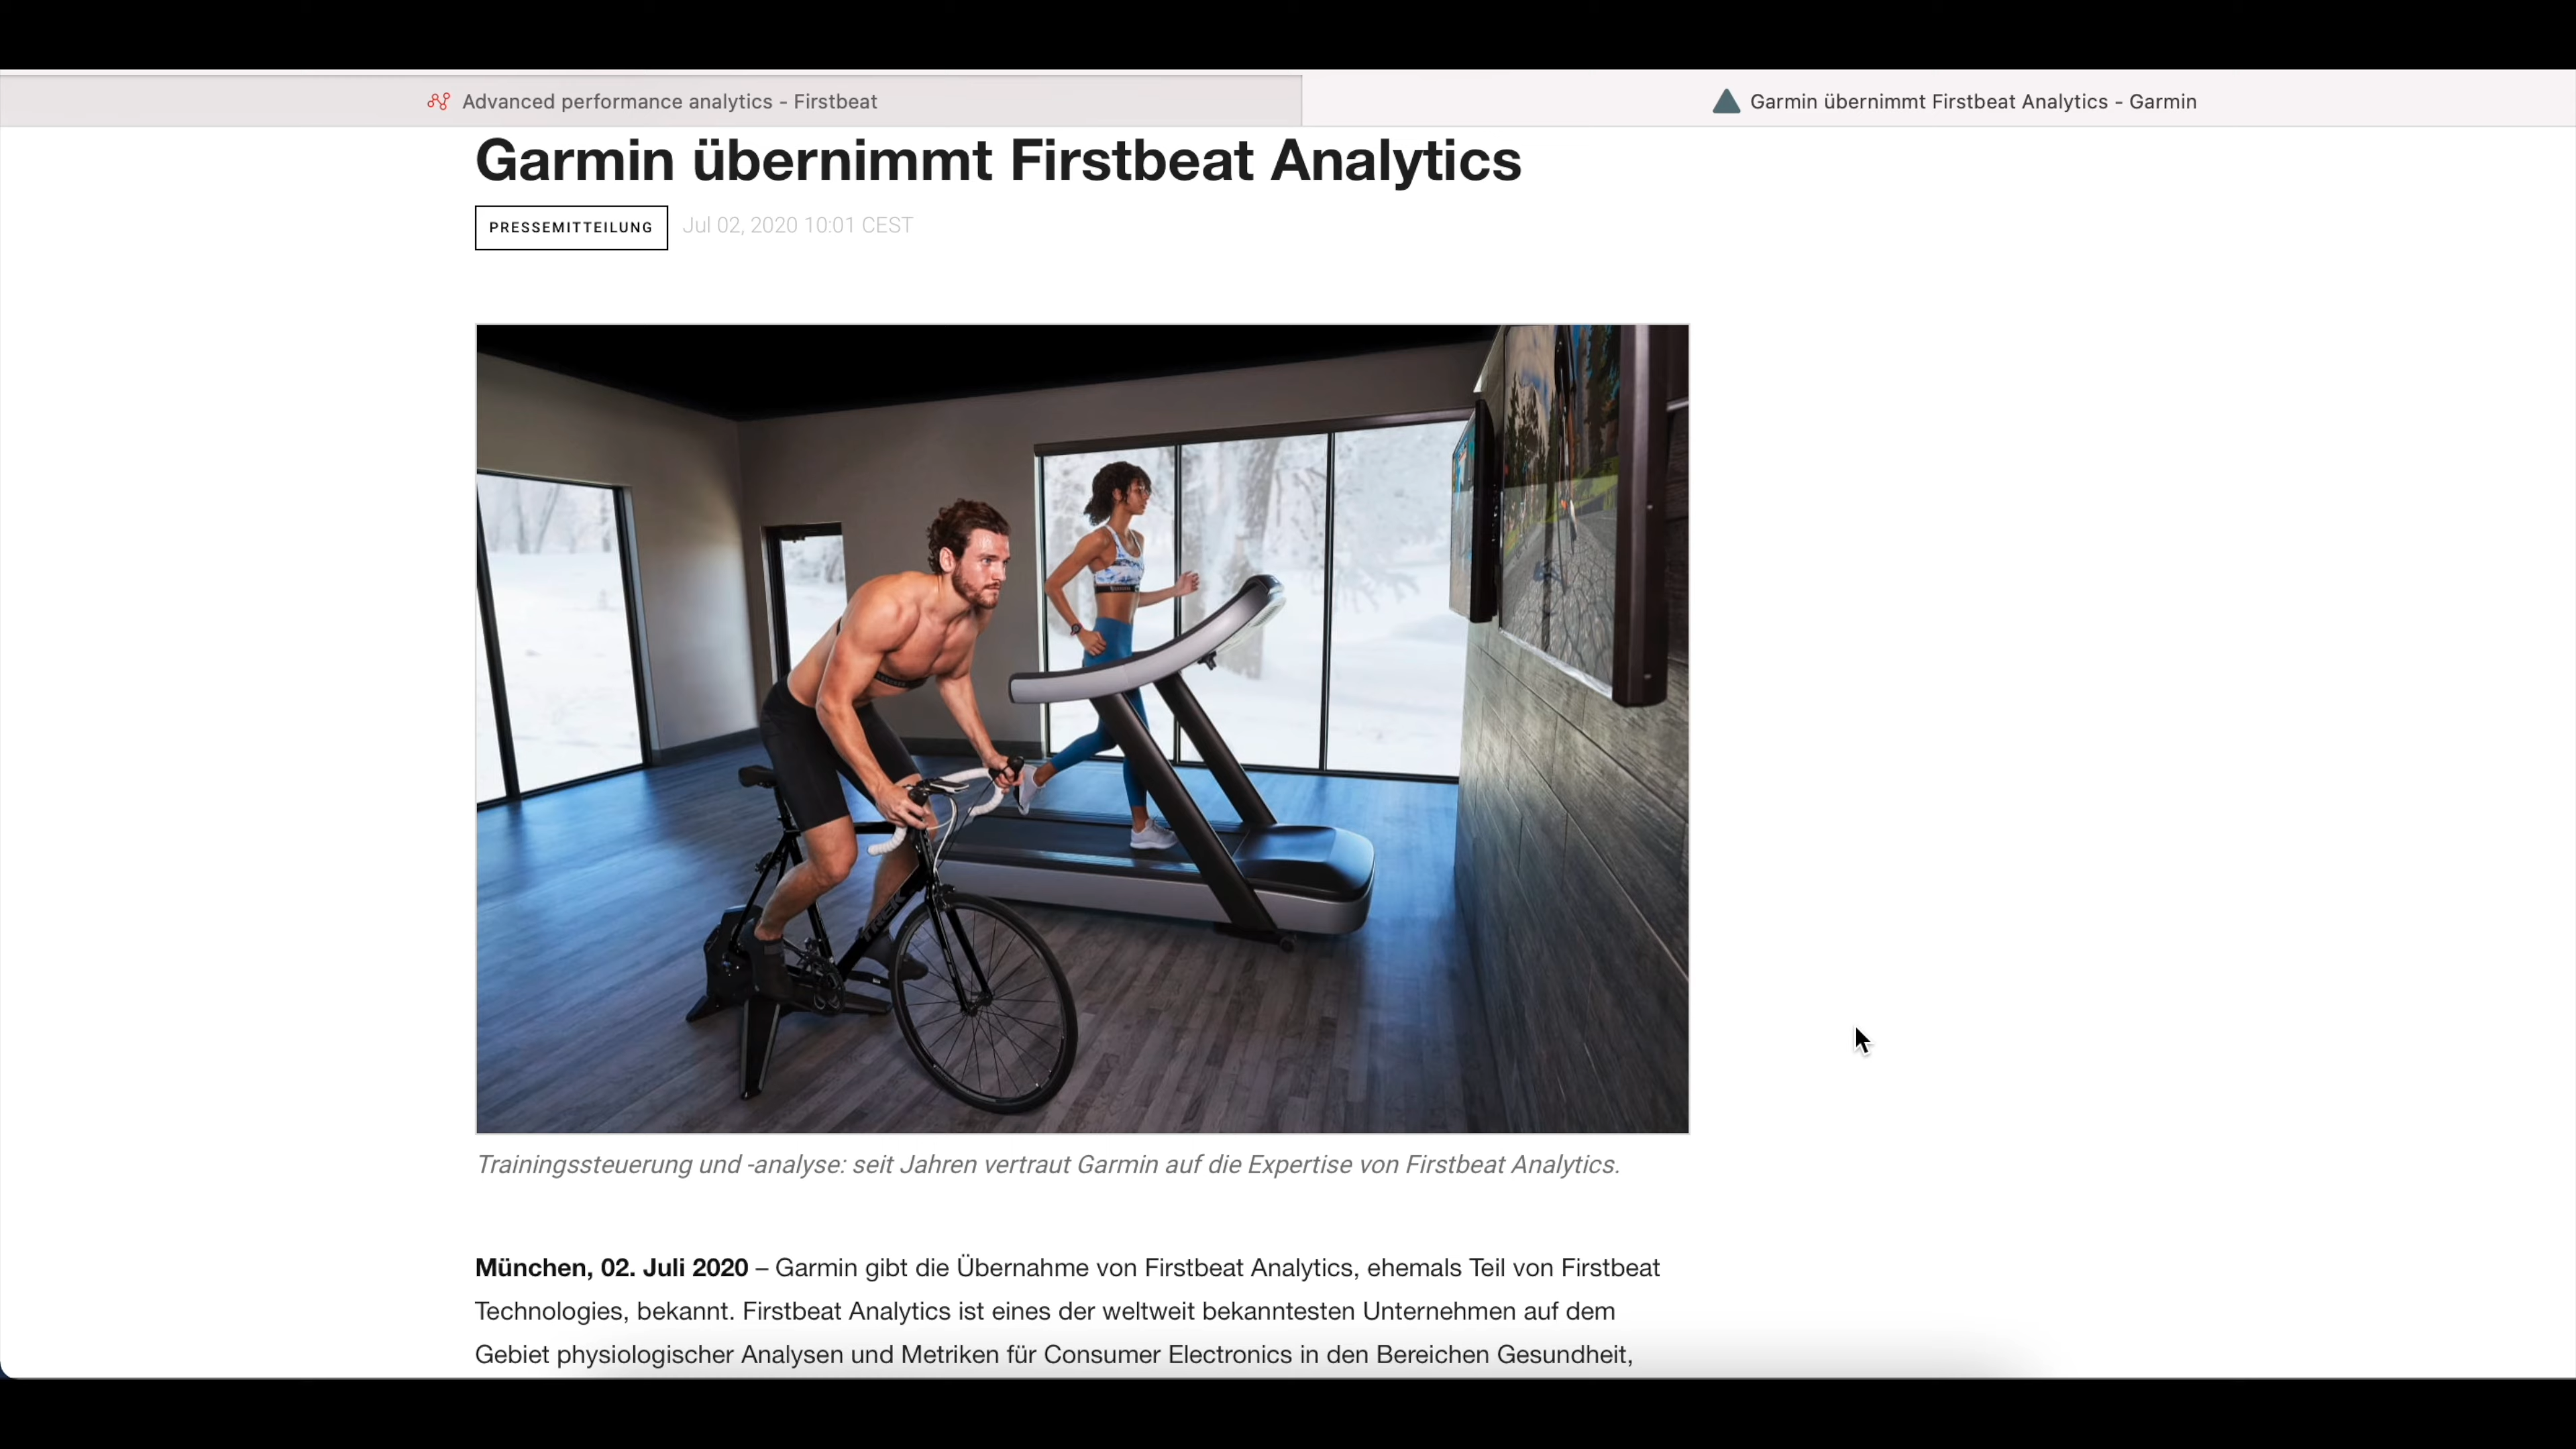 Advanced performance analytics - Firstbeat
Garmin übernimmt Firstbeat Analytics - Garmin
Garmin übernimmt Firstbeat Analytics
PRESSEMITTEILUNG
Jul 02, 2020 10:01 CEST
TREK
Trainingssteuerung und -analyse: seit Jahren vertraut Garmin auf die Expertise von Firstbeat Analytics.
München, 02. Juli 2020 – Garmin gibt die Übernahme von Firstbeat Analytics, ehemals Teil von Firstbeat
Technologies, bekannt. Firstbeat Analytics ist eines der weltweit bekanntesten Unternehmen auf dem
Gebiet physiologischer Analysen und Metriken für Consumer Electronics in den Bereichen Gesundheit,